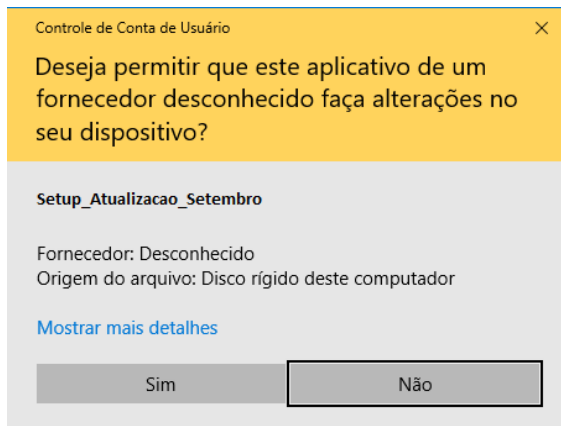 Controle de Conta de Usuário
Deseja permitir que este aplicativo de um
fornecedor desconhecido faça alterações no
seu dispositivo?
Setup_Atualizacao_Setembro
Fornecedor: Desconhecido
Origem do arquivo: Disco rígido deste computador
Mostrar mais detalhes
Sim
Não